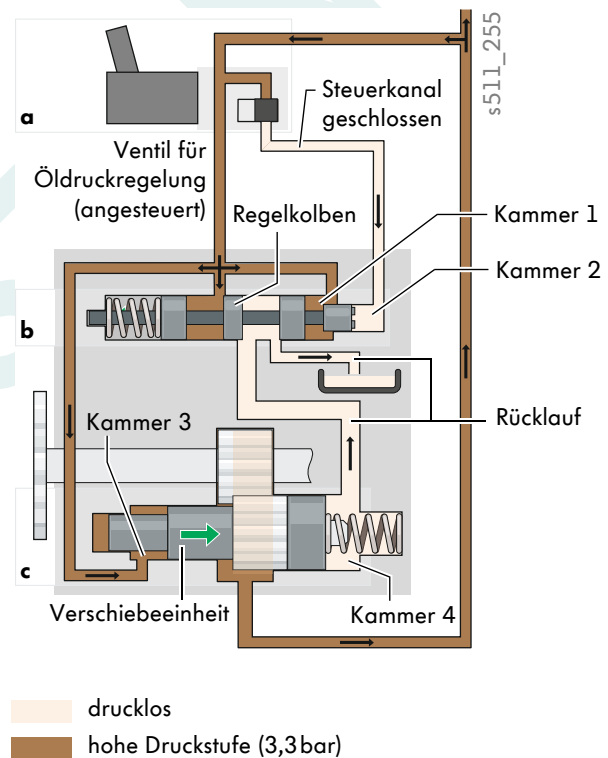 s511_255
Steuerkanal
geschlossen
a
Ventil für
Öldruckregelung
(angesteuert)
Regelkolben
Kammer 1
Kammer 2
b
Rücklauf
Kammer 3
c
Verschiebeeinheit
Kammer 4
drucklos
hohe Druckstufe (3,3 bar)